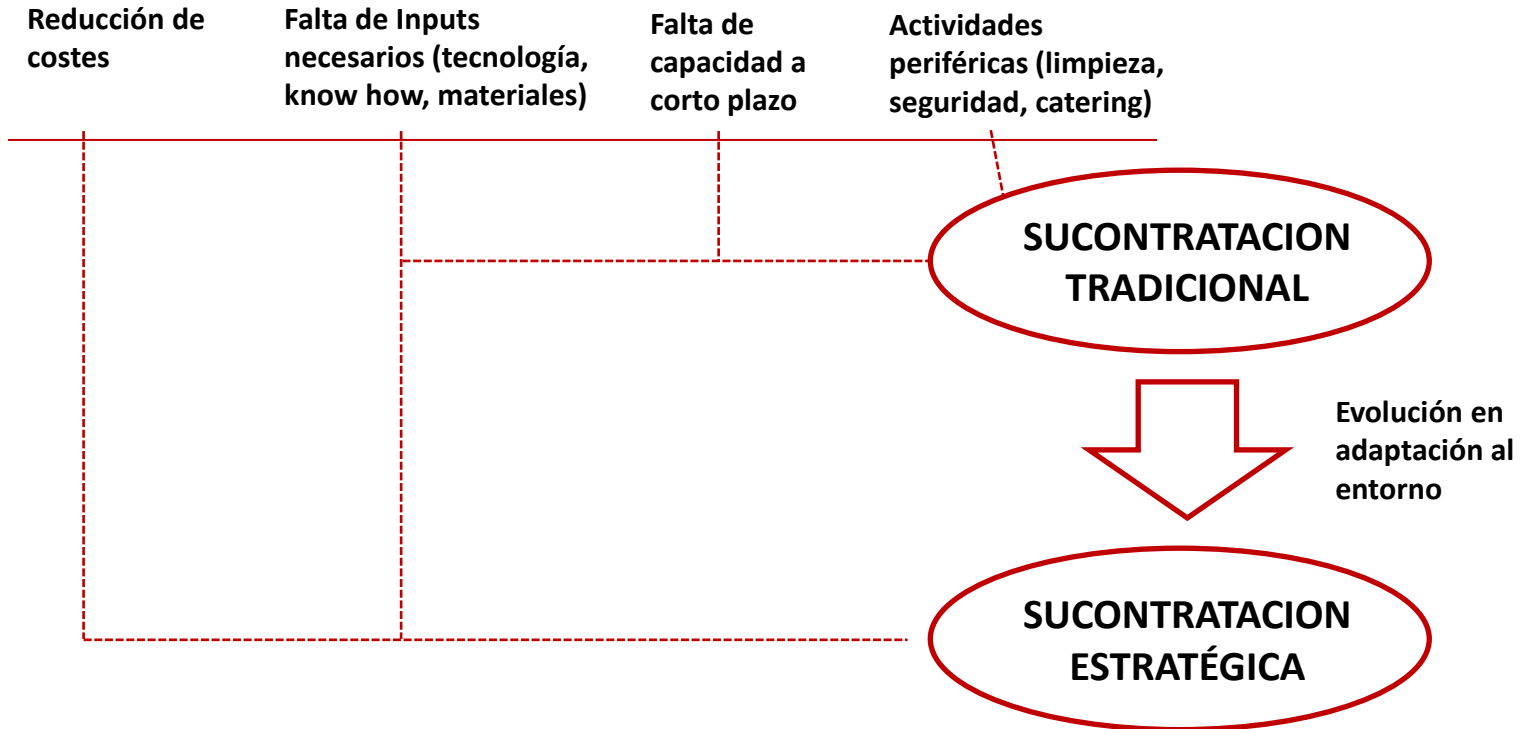 Reducción de
costes
Falta de Inputs
necesarios (tecnología,
know how, materiales)
Falta de
capacidad a
corto plazo
Actividades
periféricas (limpieza,
seguridad, catering)
SUCONTRATACION
TRADICIONAL
Evolución en
adaptación al
entorno
SUCONTRATACION
ESTRATÉGICA